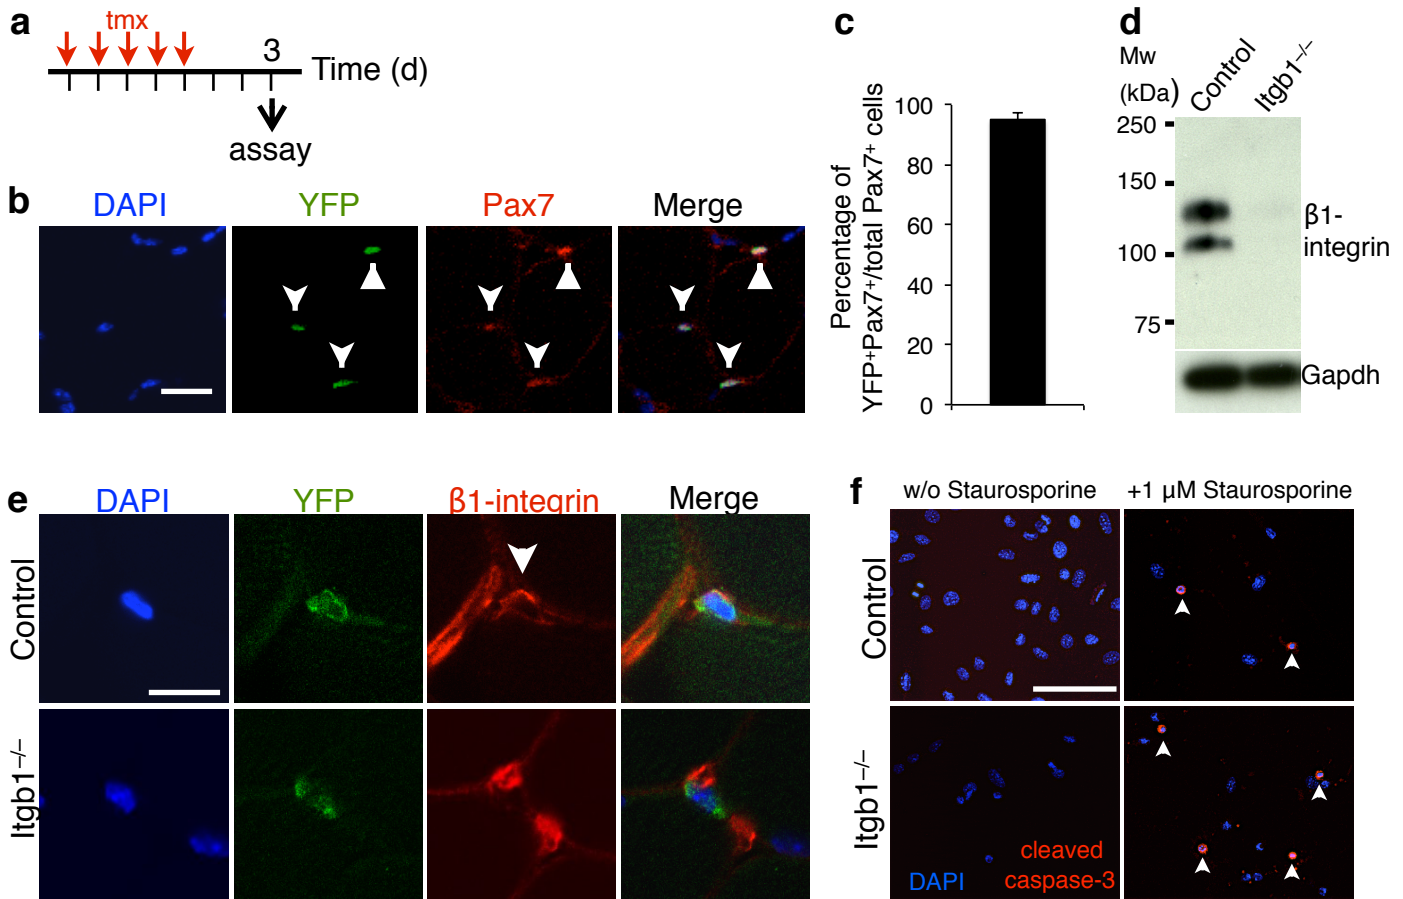 a
tmx
3
Time (d)
assay
b
DAPI
YFP
Pax7
Merge
c
Percentage of
YFP⁺Pax7⁺/total Pax7⁺ cells
100
80
60
40
20
0
d
Mw
(kDa)
Control
Itgb1⁻/⁻
250
150
100
75
β1-
integrin
Gapdh
e
DAPI
YFP
β1-integrin
Merge
Control
Itgb1⁻/⁻
f
w/o Staurosporine
+1 µM Staurosporine
Control
Itgb1⁻/⁻
DAPI
cleaved
caspase-3